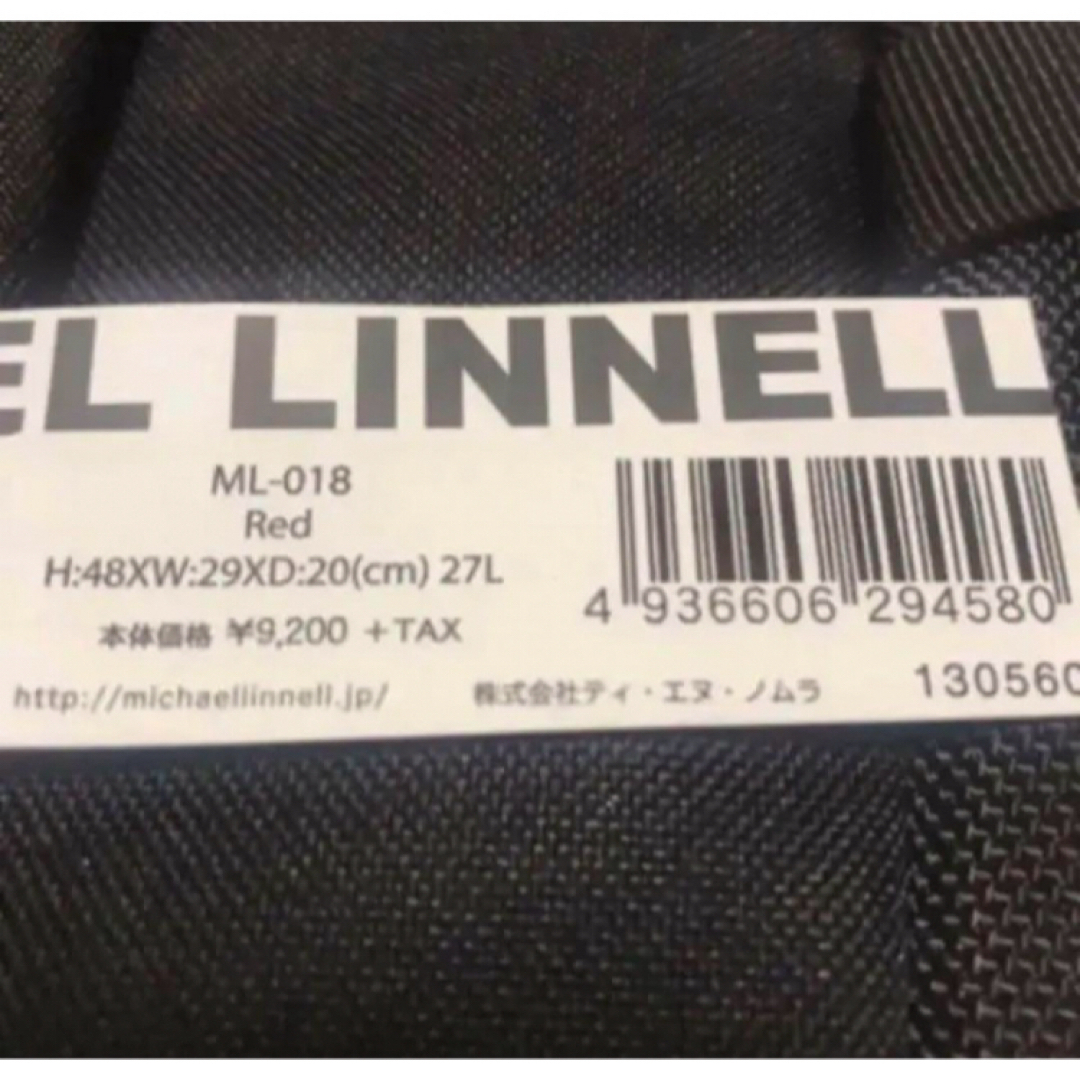 EL LINNELL
ML-018
Red
H:48XW:29XD:20(cm) 27L
本体価格 ¥9,200 +TAX
4 936606 294580
http://michaellinnell.jp/ 株式会社ティ・エヌ・ノムラ 130560